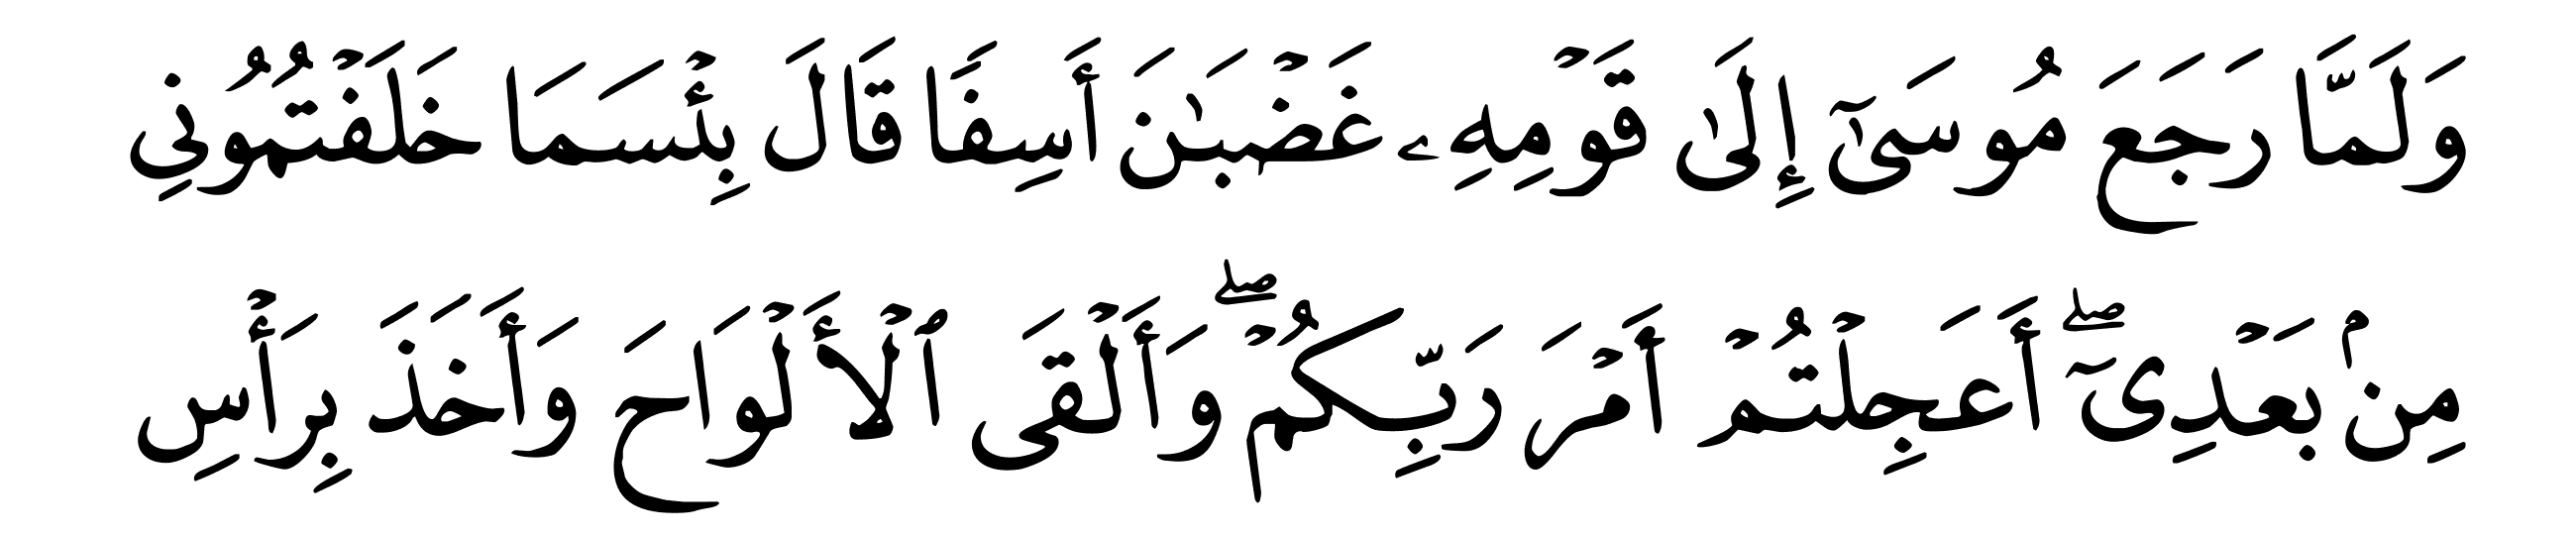 وَلَمَّا رَجَعَ مُوسَىٰٓ إِلَىٰ قَوۡمِهِۦ غَضۡبَٰنَ أَسِفٗا قَالَ بِئۡسَمَا خَلَفۡتُمُونِي
مِنۢ بَعۡدِيٓۖ أَعَجِلۡتُمۡ أَمۡرَ رَبِّكُمۡۖ وَأَلۡقَى ٱلۡأَلۡوَاحَ وَأَخَذَ بِرَأۡسِ